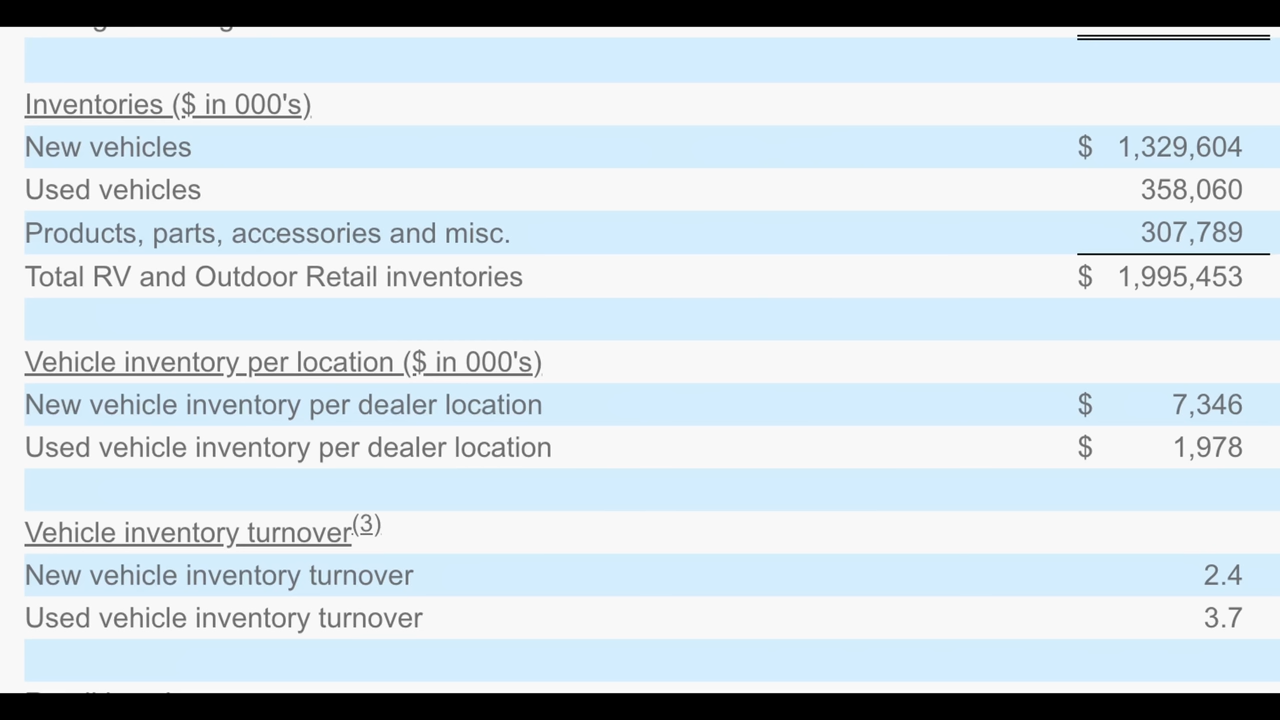 Inventories ($ in 000's)
New vehicles $ 1,329,604
Used vehicles 358,060
Products, parts, accessories and misc. 307,789
Total RV and Outdoor Retail inventories $ 1,995,453
Vehicle inventory per location ($ in 000's)
New vehicle inventory per dealer location $ 7,346
Used vehicle inventory per dealer location $ 1,978
Vehicle inventory turnover(3)
New vehicle inventory turnover 2.4
Used vehicle inventory turnover 3.7